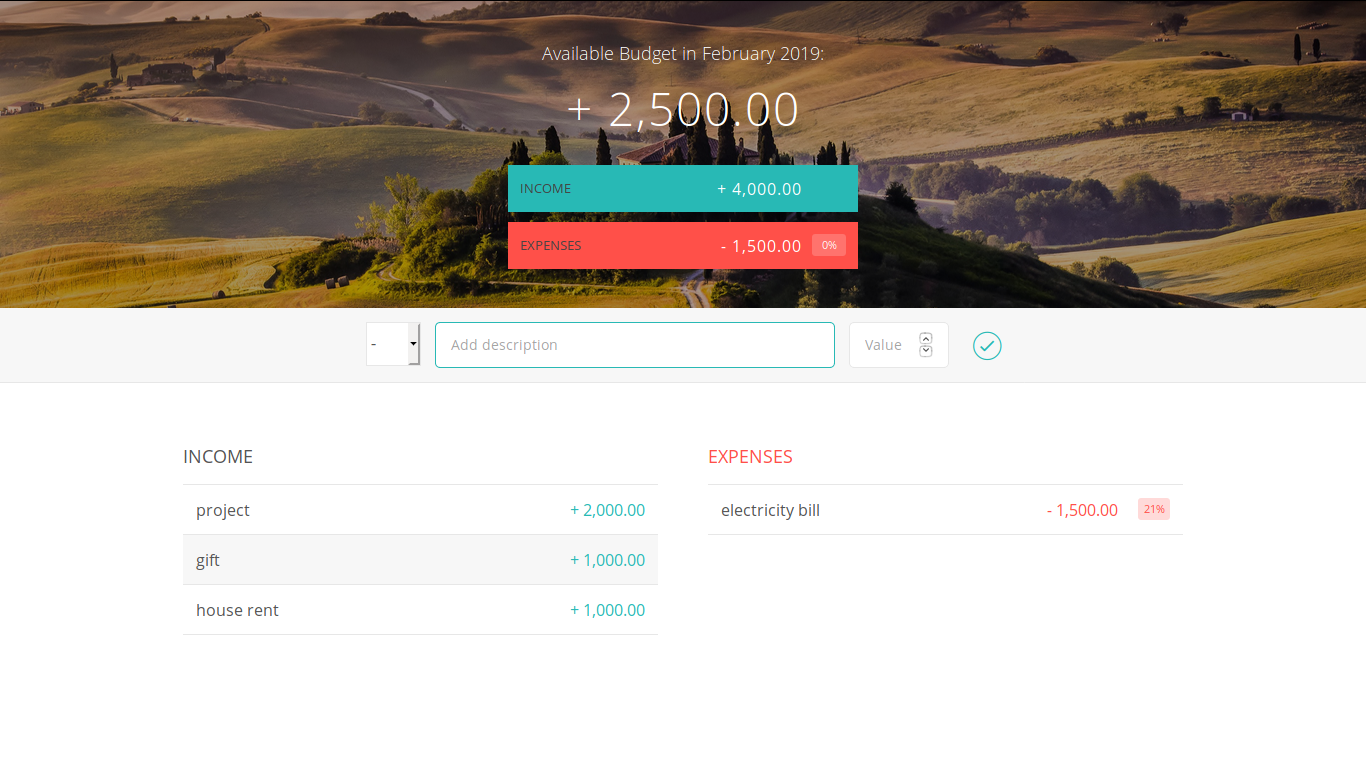 Available Budget in February 2019:
+ 2,500.00
INCOME + 4,000.00
EXPENSES - 1,500.00 0%
- Add description Value
INCOME
project + 2,000.00
gift + 1,000.00
house rent + 1,000.00
EXPENSES
electricity bill - 1,500.00 21%